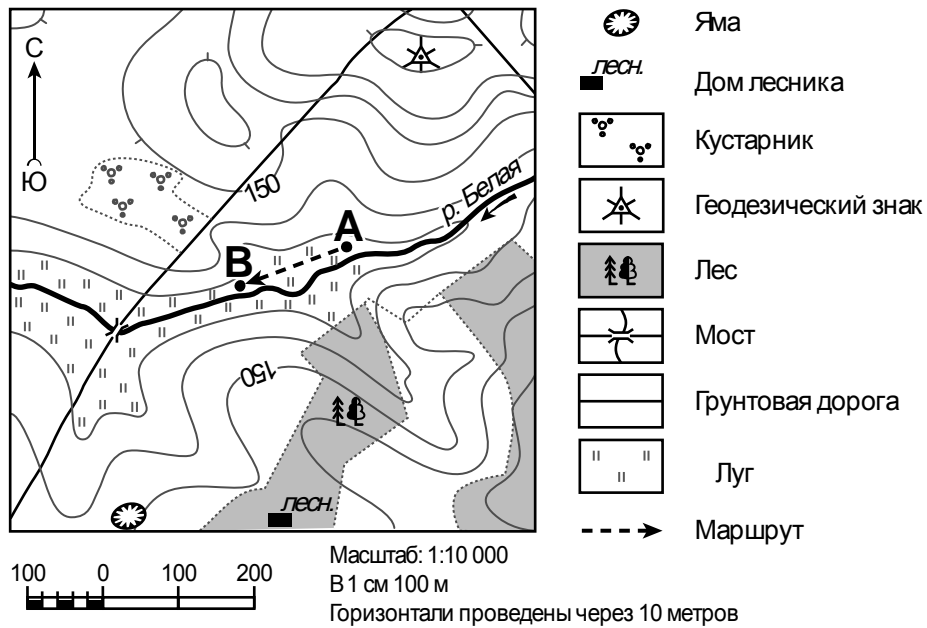 С
Ю
150
р. Белая
А
В
150
лесн.
Яма
лесн.
Дом лесника
Кустарник
Геодезический знак
Лес
Мост
Грунтовая дорога
Луг
Маршрут
100 0 100 200
Масштаб: 1:10 000
В 1 см 100 м
Горизонтали проведены через 10 метров